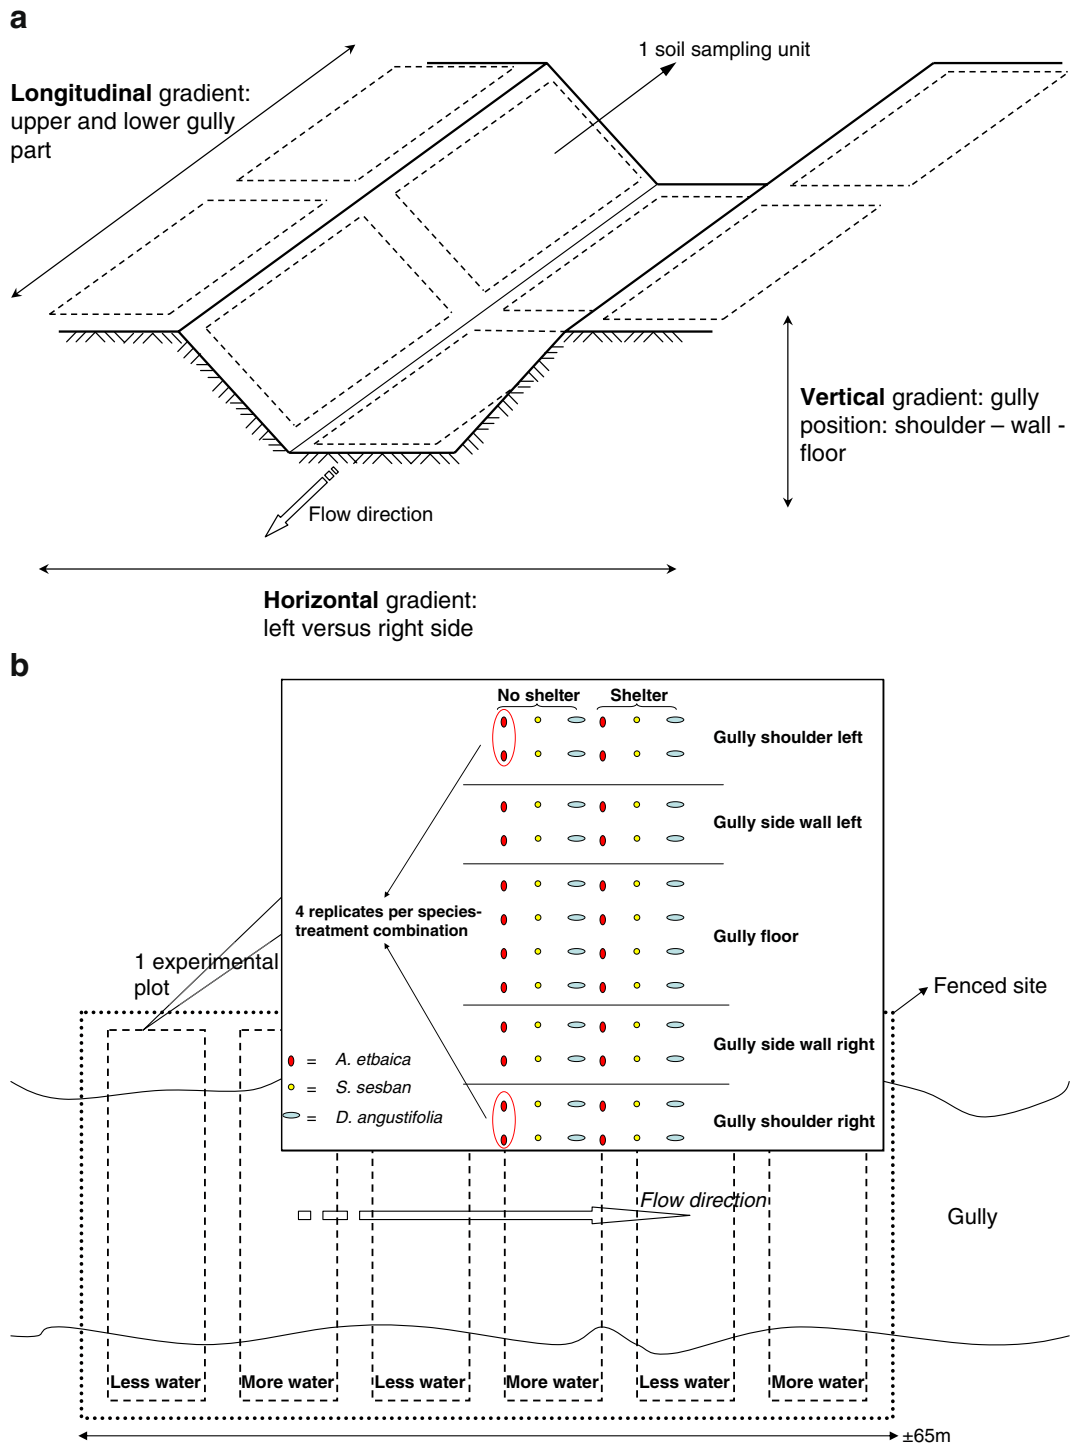 a
1 soil sampling unit
Longitudinal gradient:
upper and lower gully
part
Vertical gradient: gully
position: shoulder – wall -
floor
Flow direction
Horizontal gradient:
left versus right side
b
No shelter
Shelter
Gully shoulder left
Gully side wall left
4 replicates per species-
treatment combination
Gully floor
1 experimental
plot
Fenced site
Gully side wall right
= A. etbaica
= S. sesban
= D. angustifolia
Gully shoulder right
Flow direction
Gully
Less water
More water
Less water
More water
Less water
More water
±65m